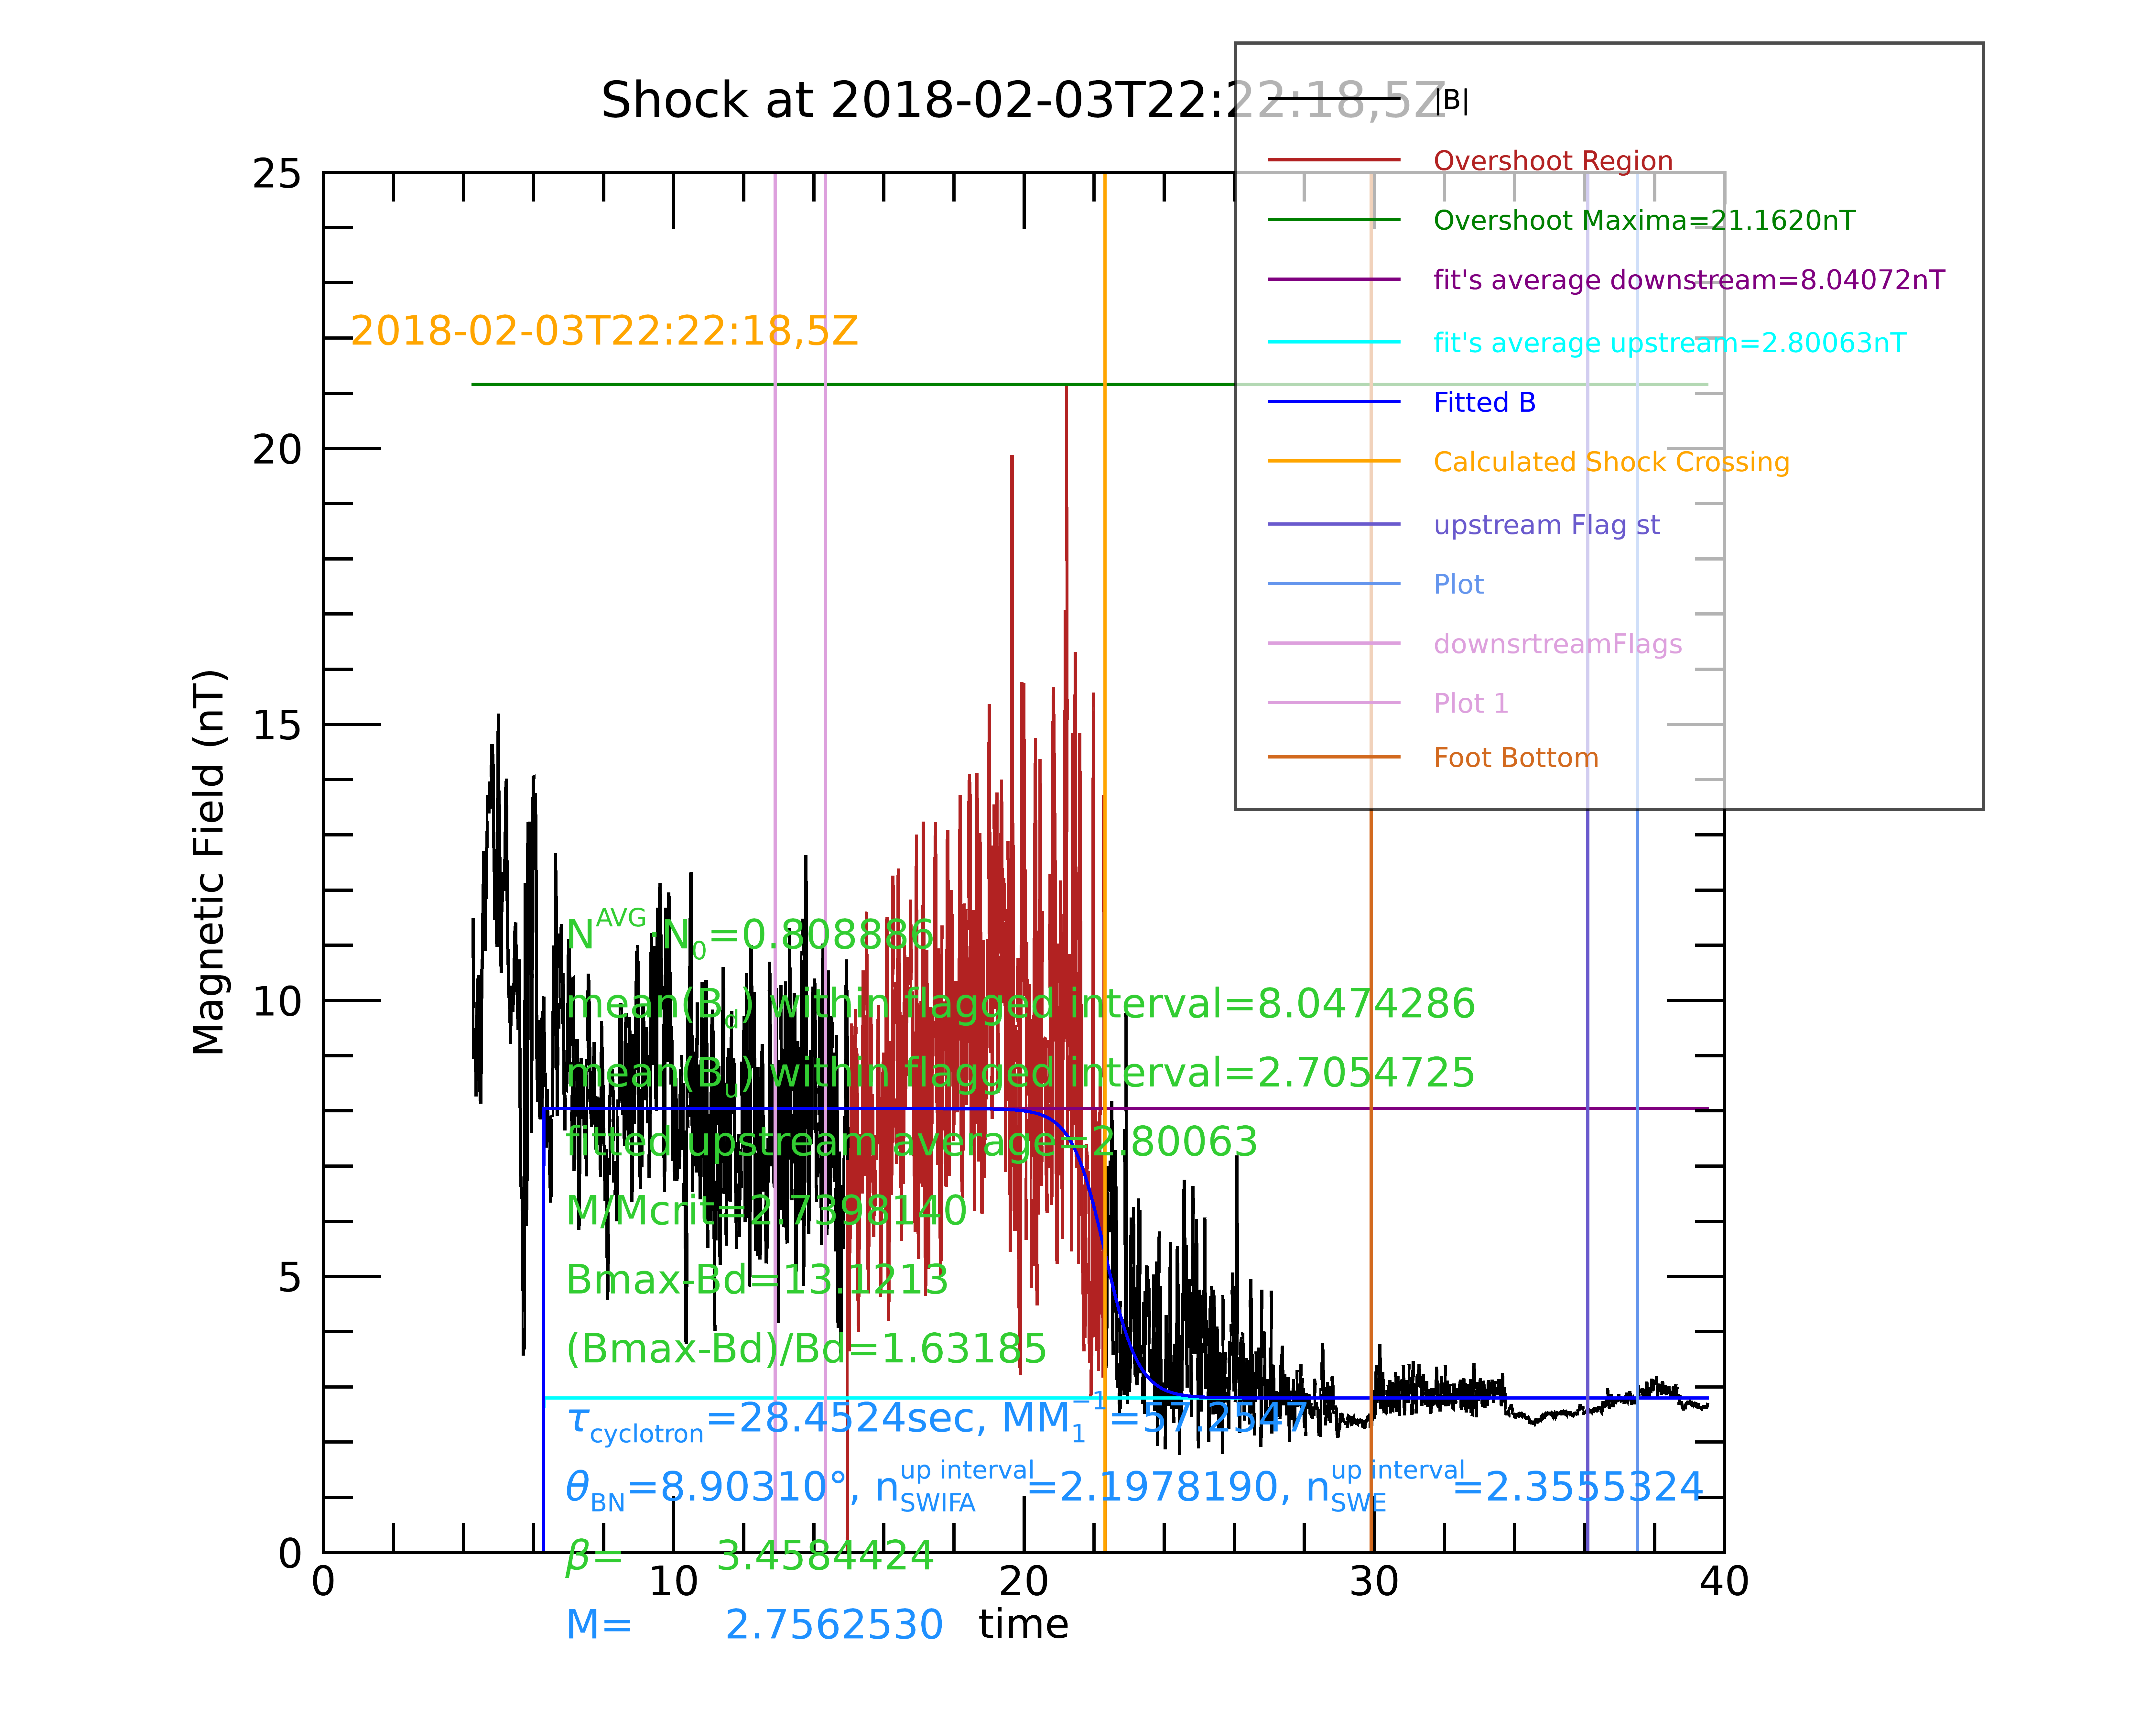 Shock at 2018-02-03T22:22:18,5Z
|B|
Overshoot Region
Overshoot Maxima=21.1620nT
fit's average downstream=8.04072nT
fit's average upstream=2.80063nT
Fitted B
Calculated Shock Crossing
upstream Flag st
Plot
downsrtreamFlags
Plot 1
Foot Bottom
2018-02-03T22:22:18,5Z
25
20
15
10
5
0
Magnetic Field (nT)
N^AVG-N_0=0.808886
mean(B_d) within flagged interval=8.0474286
mean(B_u) within flagged interval=2.7054725
fitted upstream average=2.80063
M/Mcrit=2.7398140
Bmax-Bd=13.1213
(Bmax-Bd)/Bd=1.63185
τ_cyclotron=28.4524sec, MM_1^-1=57.2547
θ_BN=8.90310°, n_SWIFA^up interval=2.1978190, n_SWE^up interval=2.3555324
β= 3.4584424
M= 2.7562530
0 10 20 30 40
time